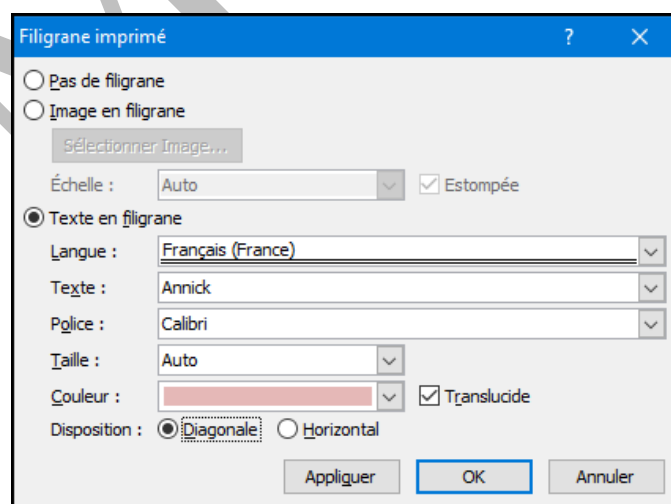 Filigrane imprimé ?
Pas de filigrane
Image en filigrane
Sélectionner Image...
Échelle : Auto Estompée
Texte en filigrane
Langue : Français (France)
Texte : Annick
Police : Calibri
Taille : Auto
Couleur : Translucide
Disposition : Diagonale Horizontal
Appliquer OK Annuler